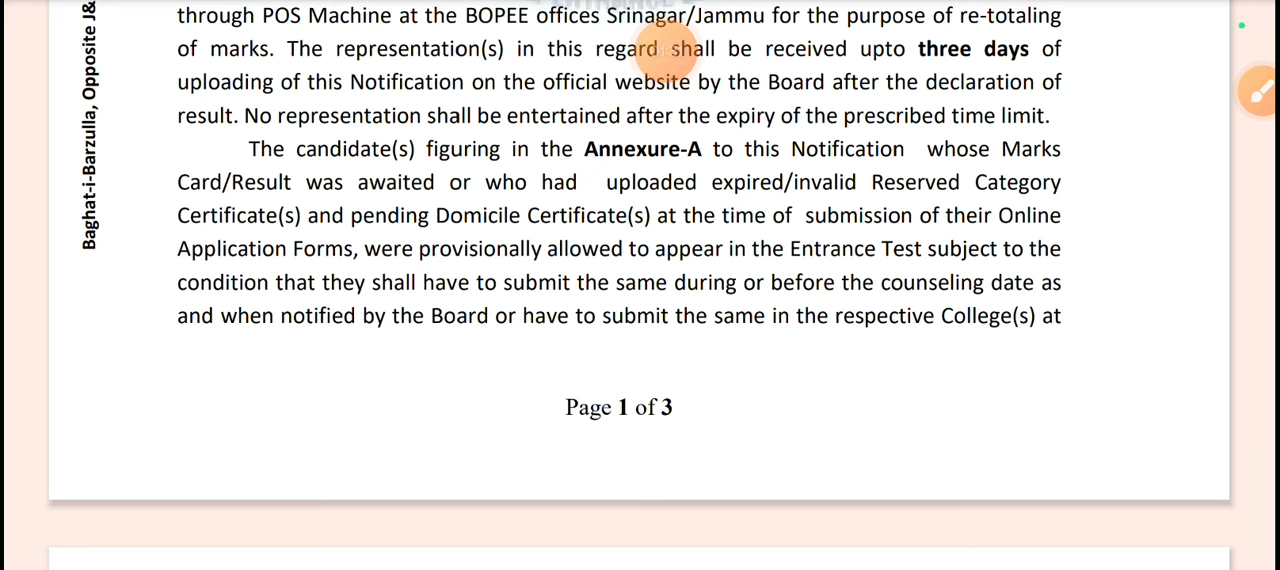 through POS Machine at the BOPEE offices Srinagar/Jammu for the purpose of re-totaling
of marks. The representation(s) in this regard shall be received upto three days of
uploading of this Notification on the official website by the Board after the declaration of
result. No representation shall be entertained after the expiry of the prescribed time limit.
The candidate(s) figuring in the Annexure-A to this Notification whose Marks
Card/Result was awaited or who had uploaded expired/invalid Reserved Category
Certificate(s) and pending Domicile Certificate(s) at the time of submission of their Online
Application Forms, were provisionally allowed to appear in the Entrance Test subject to the
condition that they shall have to submit the same during or before the counseling date as
and when notified by the Board or have to submit the same in the respective College(s) at
Page 1 of 3
Baghat-i-Barzulla, Opposite J&